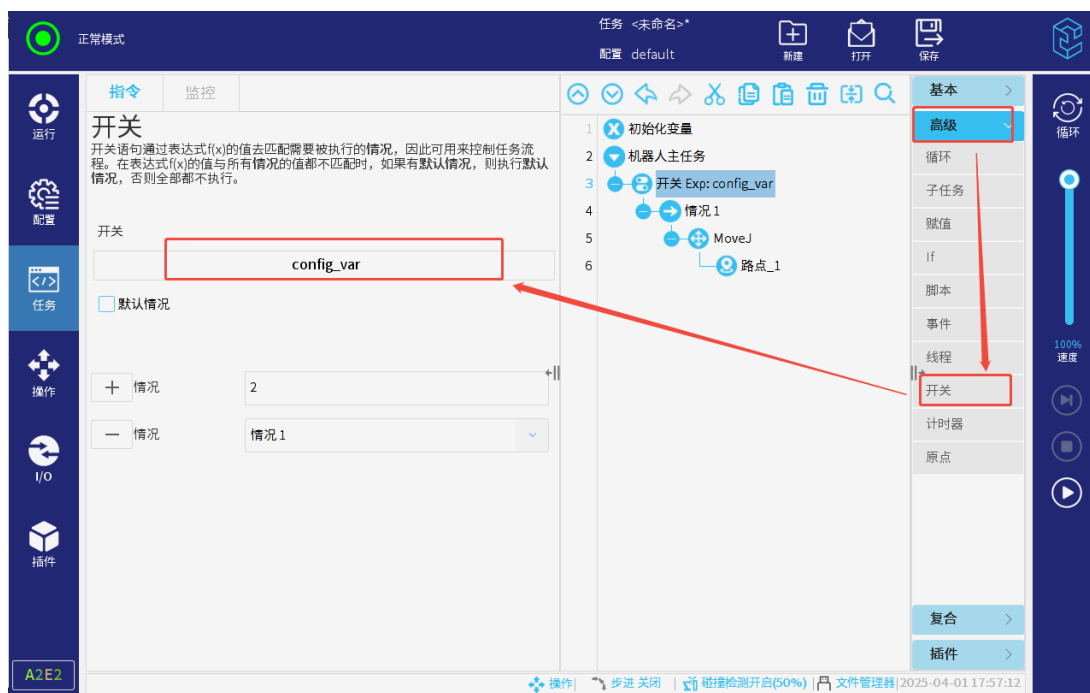 正常模式
任务 <未命名>*
配置 default
新建
打开
保存
运行
配置
任务
操作
I/O
插件
A2E2
指令
监控
开关
开关语句通过表达式f(x)的值去匹配需要被执行的情况，因此可用来控制任务流
程。在表达式f(x)的值与所有情况的值都不匹配时，如果有默认情况，则执行默认
情况，否则全部都不执行。
开关
config_var
默认情况
+ 情况 2
— 情况 情况 1
1 初始化变量
2 机器人主任务
3 开关 Exp: config_var
4 情况 1
5 MoveJ
6 路点_1
基本
高级
循环
子任务
赋值
If
脚本
事件
线程
开关
计时器
原点
复合
插件
循环
100%
速度
操作| 步进 关闭 | 碰撞检测开启(50%) | 文件管理器|2025-04-01 17:57:12